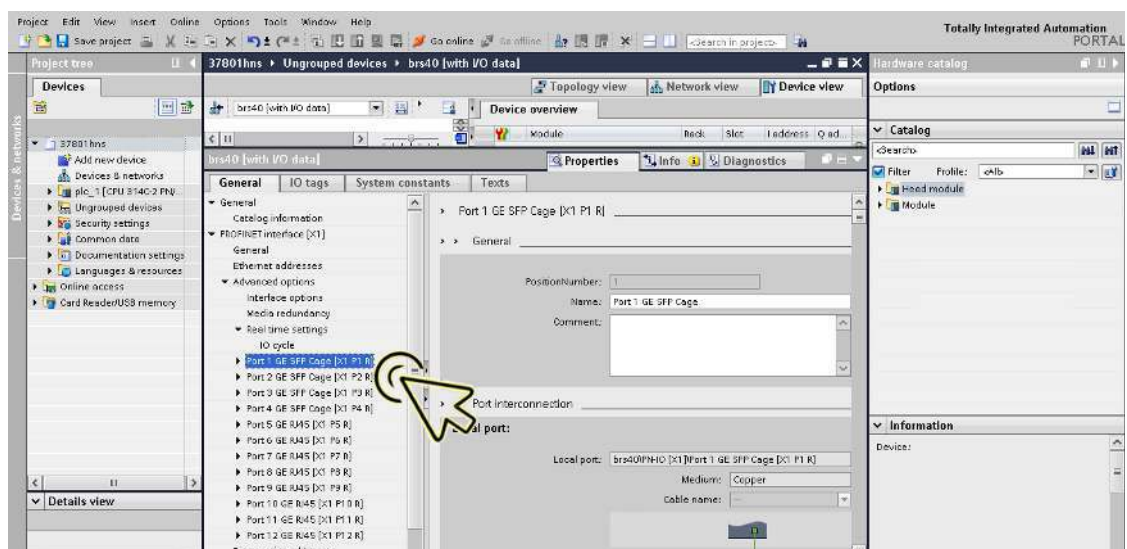 Project Edit View Insert Online Options Tools Window Help
Totally Integrated Automation
PORTAL
Save project
Go online
Go offline
<Search in project>
Project tree
37801hns
Ungrouped devices
brs40 [with I/O data]
Hardware catalog
Devices
Topology view
Network view
Device view
Options
brs40 [with I/O data]
Device overview
Module
Rack
Slot
I address
Q ad...
Catalog
<Search>
Filter
Profile:
<All>
Head module
Module
Devices & networks
37801hns
Add new device
Devices & networks
plc_1 [CPU 314C-2 PN/...
Ungrouped devices
Security settings
Common data
Documentation settings
Languages & resources
Online access
Card Reader/USB memory
Details view
brs40 [with I/O data]
Properties
Info
Diagnostics
General
IO tags
System constants
Texts
General
Catalog information
PROFINET interface [X1]
General
Ethernet addresses
Advanced options
Interface options
Media redundancy
Real time settings
IO cycle
Port 1 GE SFP Cage [X1 P1 R]
Port 2 GE SFP Cage [X1 P2 R]
Port 3 GE SFP Cage [X1 P3 R]
Port 4 GE SFP Cage [X1 P4 R]
Port 5 GE RJ45 [X1 P5 R]
Port 6 GE RJ45 [X1 P6 R]
Port 7 GE RJ45 [X1 P7 R]
Port 8 GE RJ45 [X1 P8 R]
Port 9 GE RJ45 [X1 P9 R]
Port 10 GE RJ45 [X1 P10 R]
Port 11 GE RJ45 [X1 P11 R]
Port 12 GE RJ45 [X1 P12 R]
Port 1 GE SFP Cage [X1 P1 R]
General
PositionNumber: 1
Name: Port 1 GE SFP Cage
Comment:
Port interconnection
Local port:
Local port: brs40\PN-IO [X1]\Port 1 GE SFP Cage [X1 P1 R]
Medium: Copper
Cable name: ---
Information
Device: